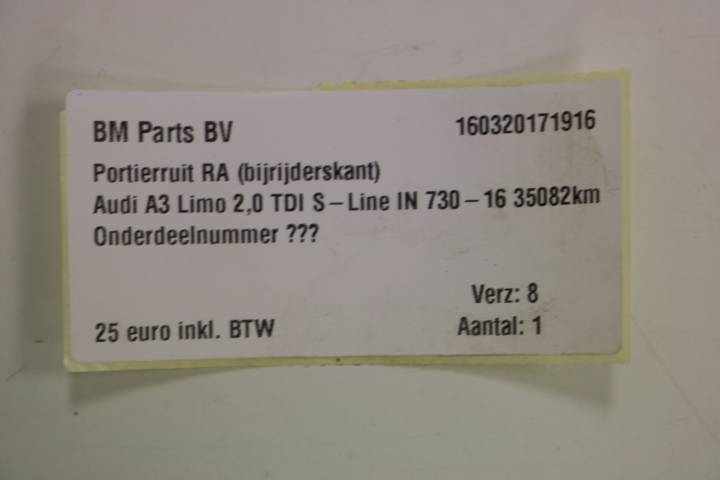 BM Parts BV 160320171916
Portierruit RA (bijrijderskant)
Audi A3 Limo 2,0 TDI S-Line IN 730-16 35082km
Onderdeelnummer ???
Verz: 8
25 euro inkl. BTW Aantal: 1